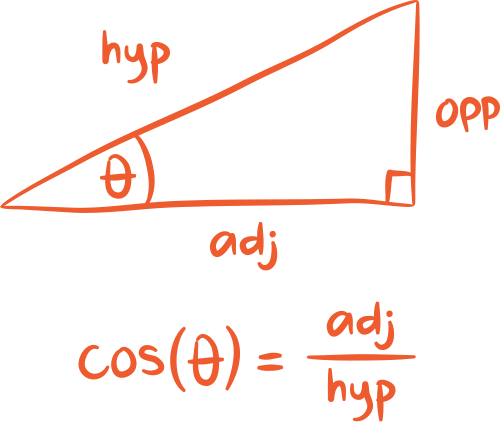 hyp
opp
θ
adj
cos(θ) = adj/hyp